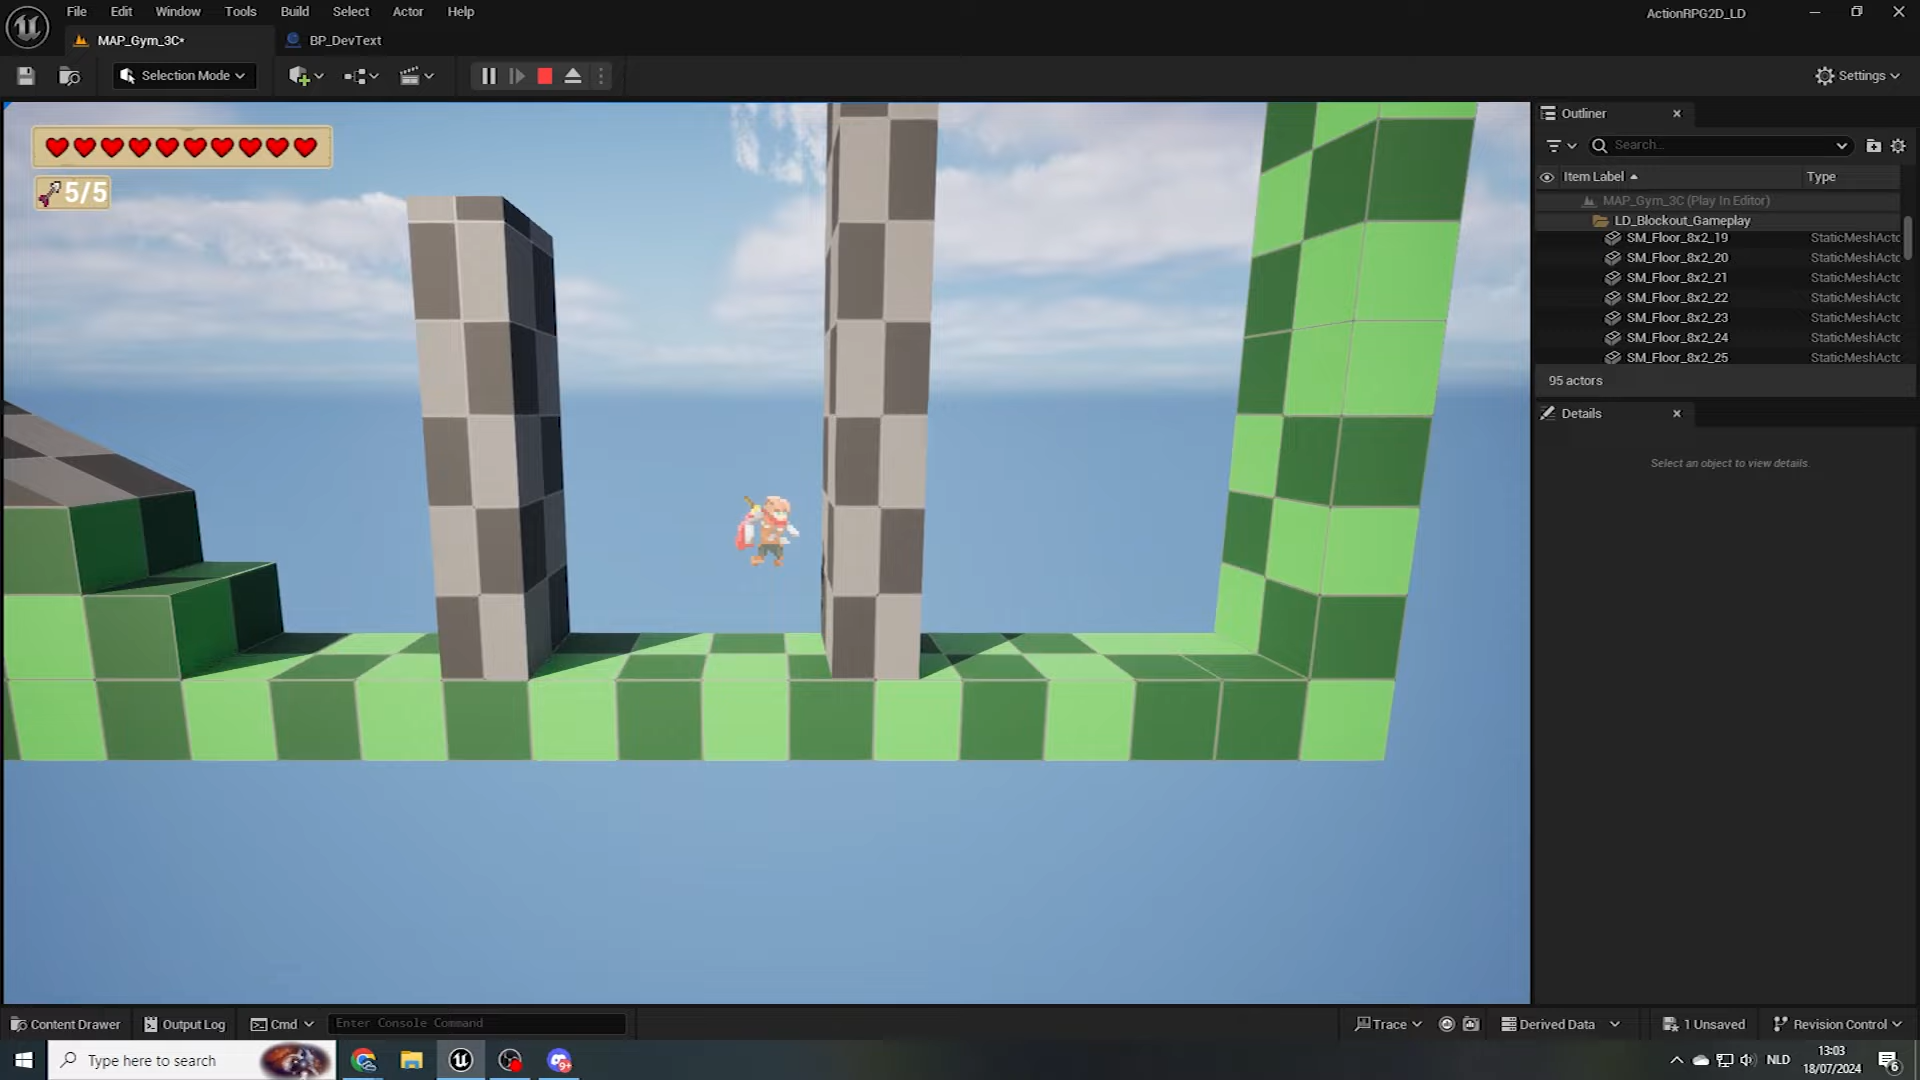 File Edit Window Tools Build Select Actor Help
ActionRPG2D_LD
MAP_Gym_3C*
BP_DevText
Selection Mode
Settings
5/5
Outliner
Search...
Item Label
Type
MAP_Gym_3C (Play In Editor)
LD_Blockout_Gameplay
SM_Floor_8x2_19 StaticMeshActo
SM_Floor_8x2_20 StaticMeshActo
SM_Floor_8x2_21 StaticMeshActo
SM_Floor_8x2_22 StaticMeshActo
SM_Floor_8x2_23 StaticMeshActo
SM_Floor_8x2_24 StaticMeshActo
SM_Floor_8x2_25 StaticMeshActo
95 actors
Details
Select an object to view details.
Content Drawer
Output Log
Cmd
Enter Console Command
Trace
Derived Data
1 Unsaved
Revision Control
Type here to search
9+
NLD
13:03
18/07/2024
6